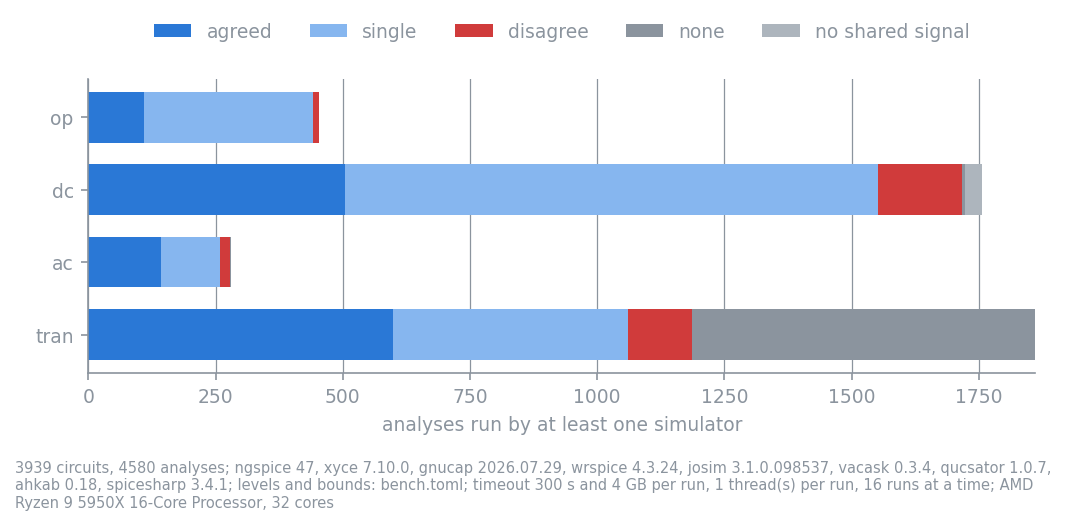 agreed single disagree none no shared signal
op
dc
ac
tran
0 250 500 750 1000 1250 1500 1750
analyses run by at least one simulator
3939 circuits, 4580 analyses; ngspice 47, xyce 7.10.0, gnucap 2026.07.29, wrspice 4.3.24, josim 3.1.0.098537, vacask 0.3.4, qucsator 1.0.7,
ahkab 0.18, spicesharp 3.4.1; levels and bounds: bench.toml; timeout 300 s and 4 GB per run, 1 thread(s) per run, 16 runs at a time; AMD
Ryzen 9 5950X 16-Core Processor, 32 cores